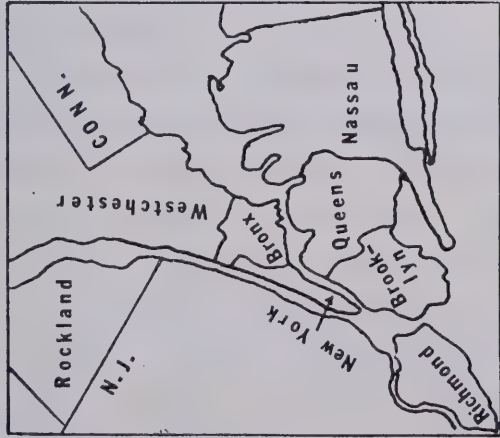 CONN.
Westchester
Rockland
N.J.
Bronx
New York
Nassau
Queens
Brook-
lyn
Richmond